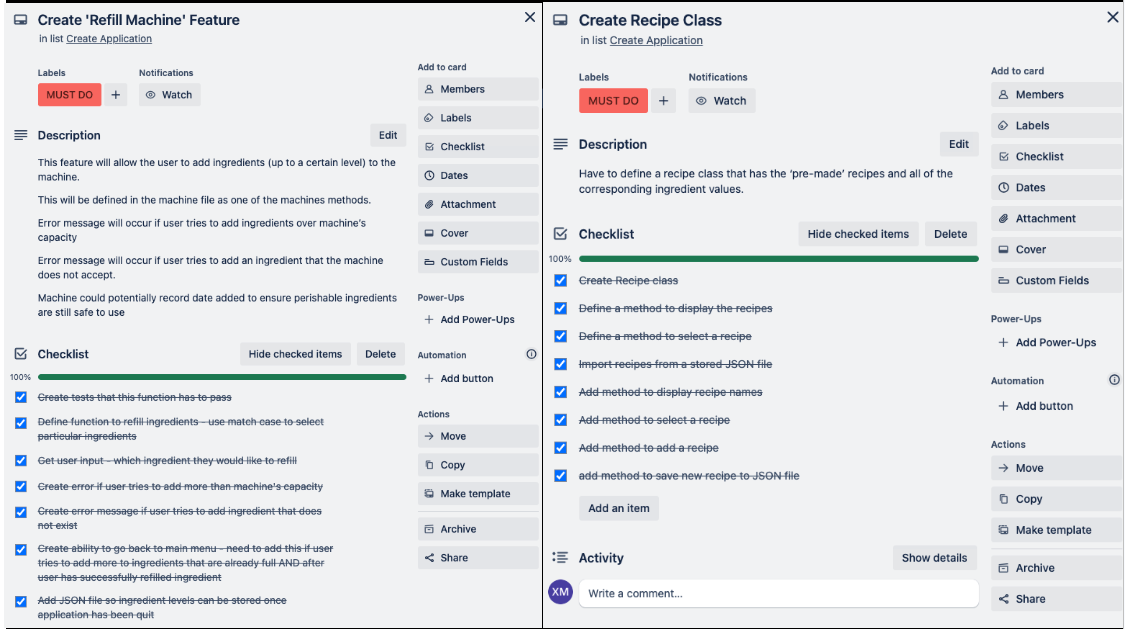 Create 'Refill Machine' Feature
in list Create Application
Labels
Notifications
MUST DO
+
Watch
Description
Edit
This feature will allow the user to add ingredients (up to a certain level) to the
machine.
This will be defined in the machine file as one of the machines methods.
Error message will occur if user tries to add ingredients over machine's
capacity
Error message will occur if user tries to add an ingredient that the machine
does not accept.
Machine could potentially record date added to ensure perishable ingredients
are still safe to use
Checklist
Hide checked items
Delete
100%
Create tests that this function has to pass
Define function to refill ingredients - use match case to select
particular ingredients
Get user input - which ingredient they would like to refill
Create error if user tries to add more than machine's capacity
Create error message if user tries to add ingredient that does
not exist
Create ability to go back to main menu - need to add this if user
tries to add more to ingredients that are already full AND after
user has successfully refilled ingredient
Add JSON file so ingredient levels can be stored once
application has been quit
Add to card
Members
Labels
Checklist
Dates
Attachment
Cover
Custom Fields
Power-Ups
+ Add Power-Ups
Automation
+ Add button
Actions
Move
Copy
Make template
Archive
Share
Create Recipe Class
in list Create Application
Labels
Notifications
MUST DO
+
Watch
Description
Edit
Have to define a recipe class that has the 'pre-made' recipes and all of the
corresponding ingredient values.
Checklist
Hide checked items
Delete
100%
Create Recipe class
Define a method to display the recipes
Define a method to select a recipe
Import recipes from a stored JSON file
Add method to display recipe names
Add method to select a recipe
Add method to add a recipe
add method to save new recipe to JSON file
Add an item
Activity
Show details
XM
Write a comment...
Add to card
Members
Labels
Checklist
Dates
Attachment
Cover
Custom Fields
Power-Ups
+ Add Power-Ups
Automation
+ Add button
Actions
Move
Copy
Make template
Archive
Share